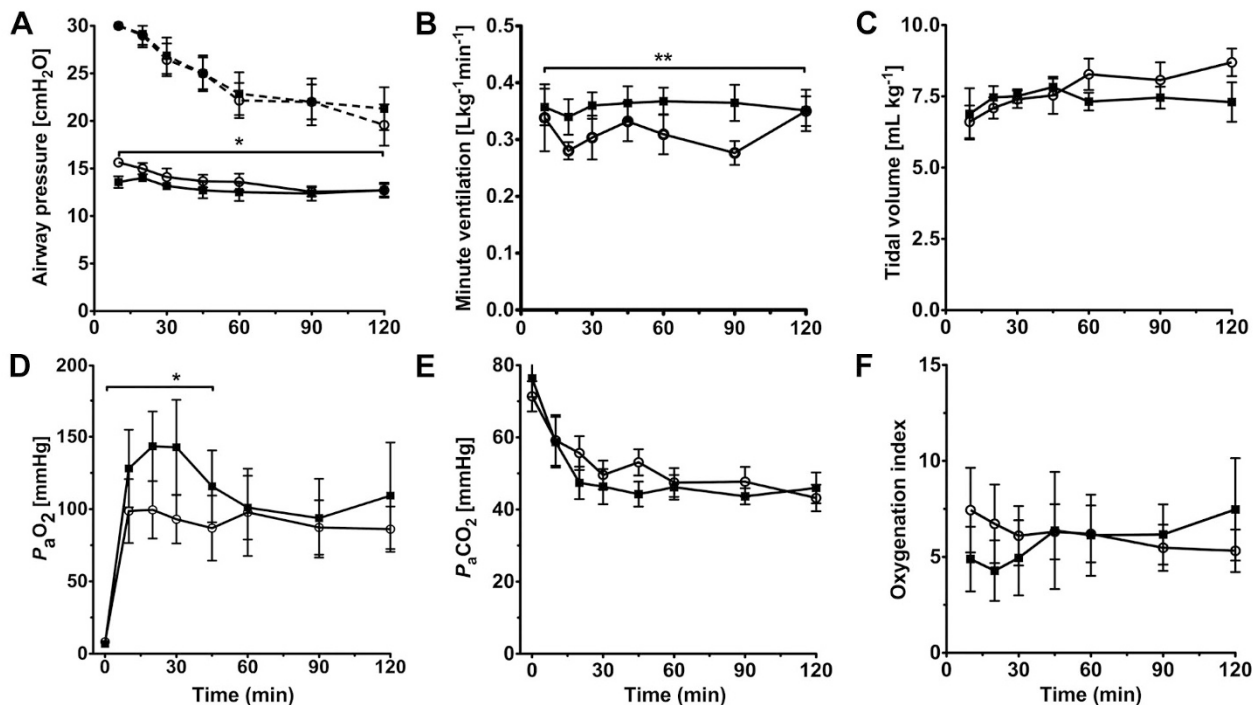 A
Airway pressure [cmH₂O]
30
25
20
15
10
5
0
*
0 30 60 90 120
B
Minute ventilation [Lkg⁻¹min⁻¹]
0.5
0.4
0.3
0.2
0.1
0.0
**
0 30 60 90 120
C
Tidal volume [mL kg⁻¹]
10.0
7.5
5.0
2.5
0.0
0 30 60 90 120
D
PₐO₂ [mmHg]
200
150
100
50
0
*
0 30 60 90 120
Time (min)
E
PₐCO₂ [mmHg]
80
60
40
20
0
0 30 60 90 120
Time (min)
F
Oxygenation index
15
10
5
0
0 30 60 90 120
Time (min)